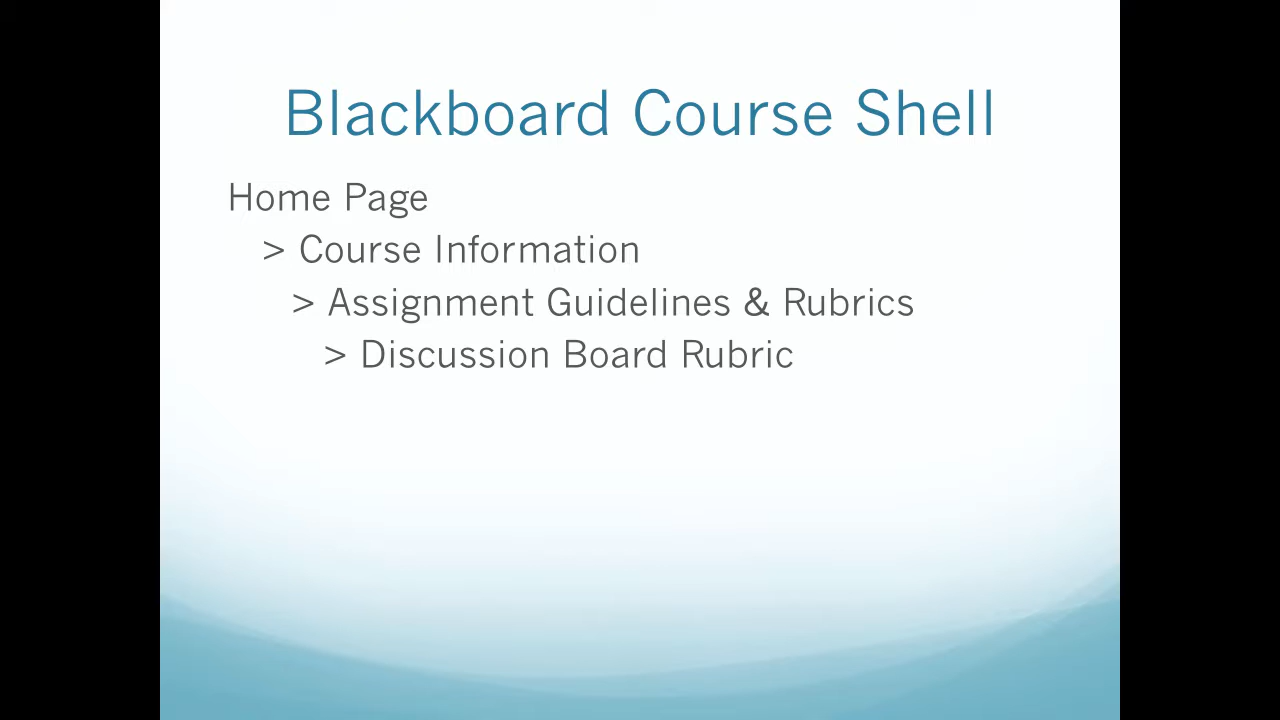 Blackboard Course Shell
Home Page
> Course Information
> Assignment Guidelines & Rubrics
> Discussion Board Rubric